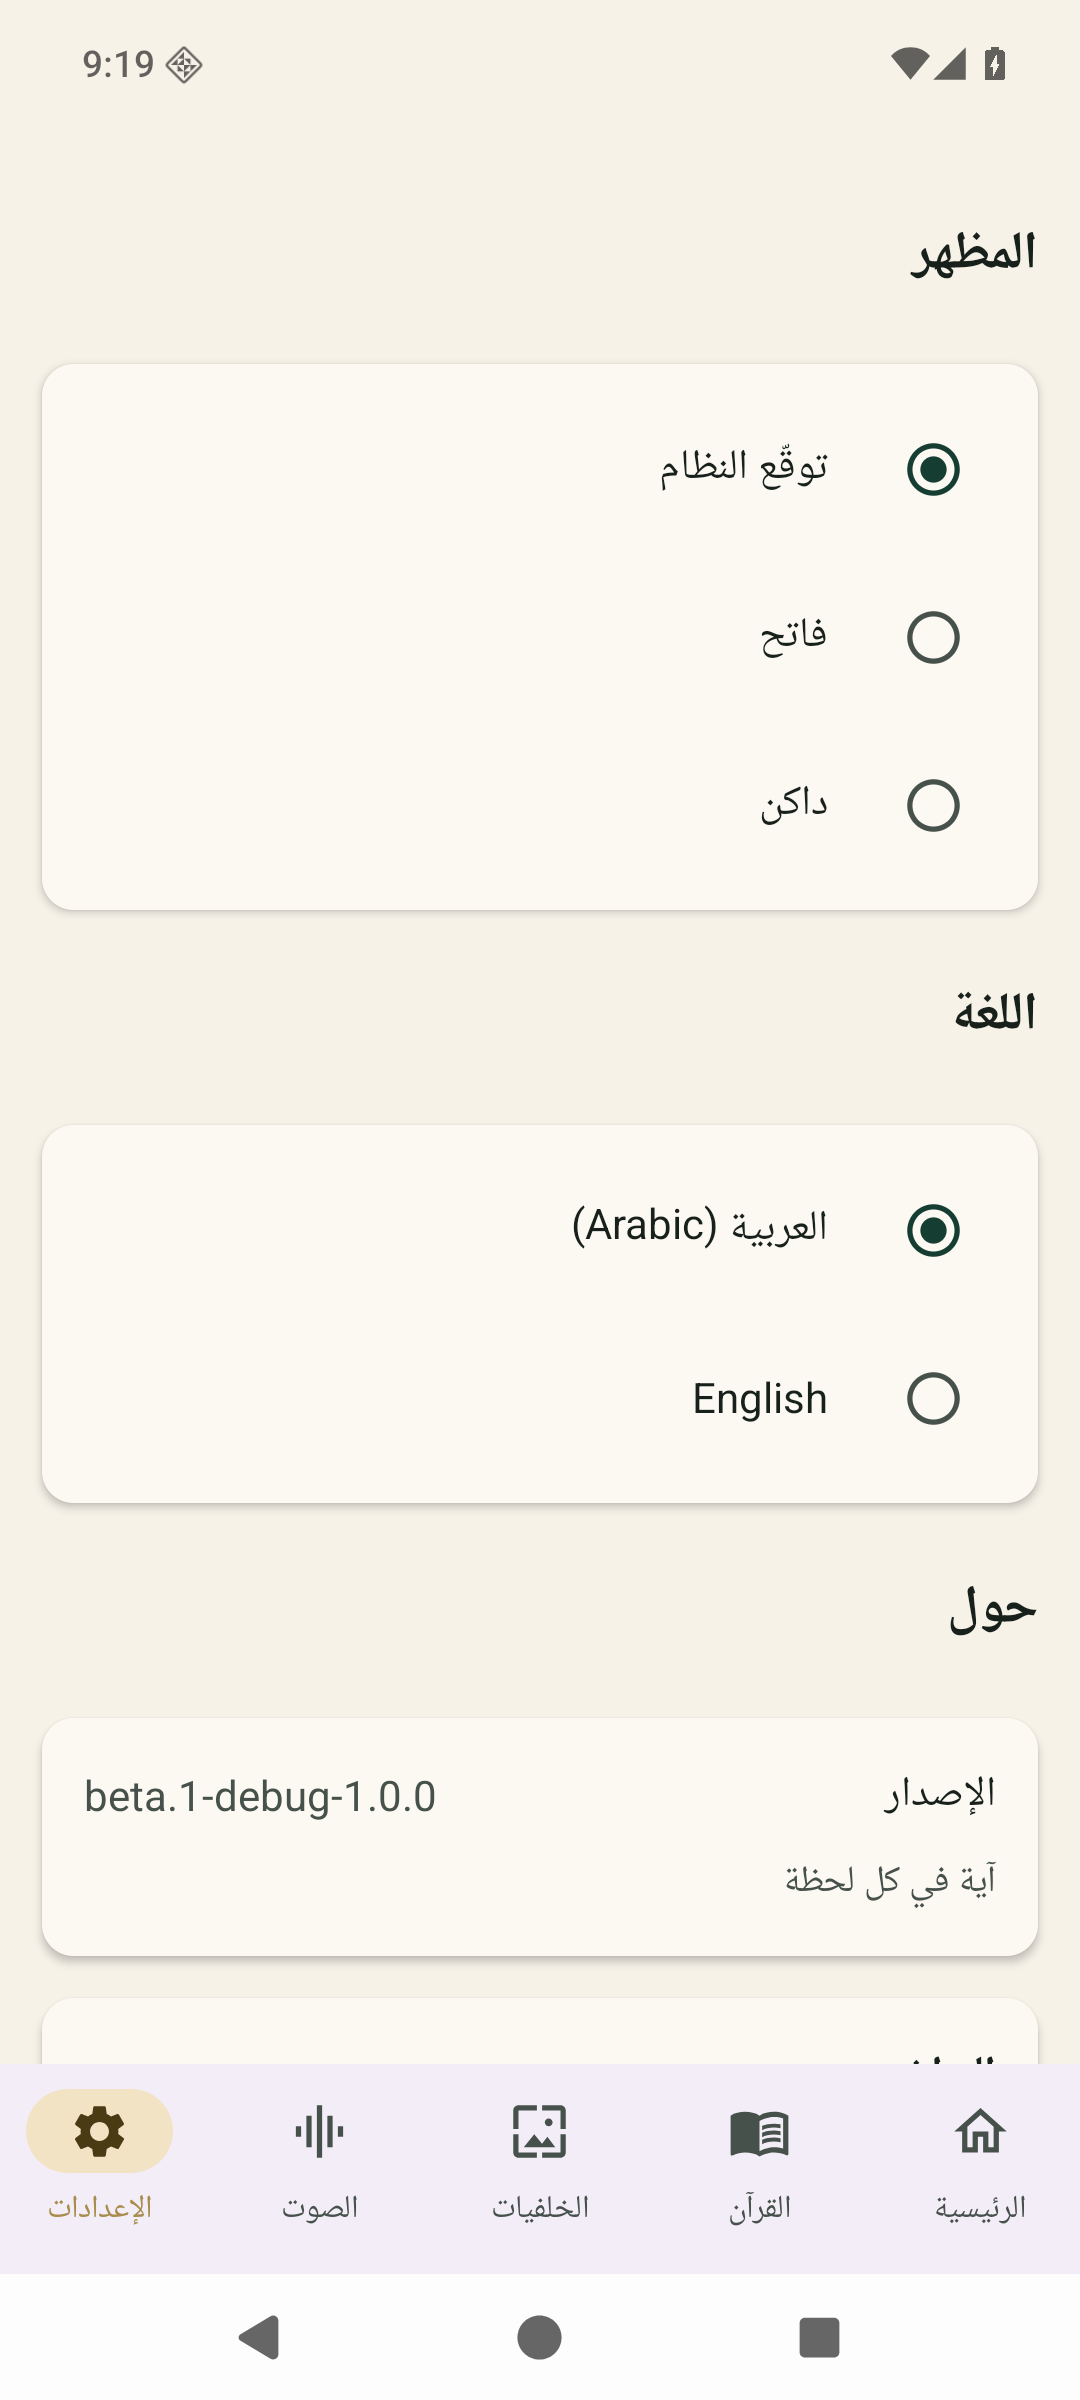 9:19
المظهر
توقّع النظام
فاتح
داكن
اللغة
العربية (Arabic)
English
حول
الإصدار beta.1-debug-1.0.0
آية في كل لحظة
الرئيسية القرآن الخلفيات الصوت الإعدادات